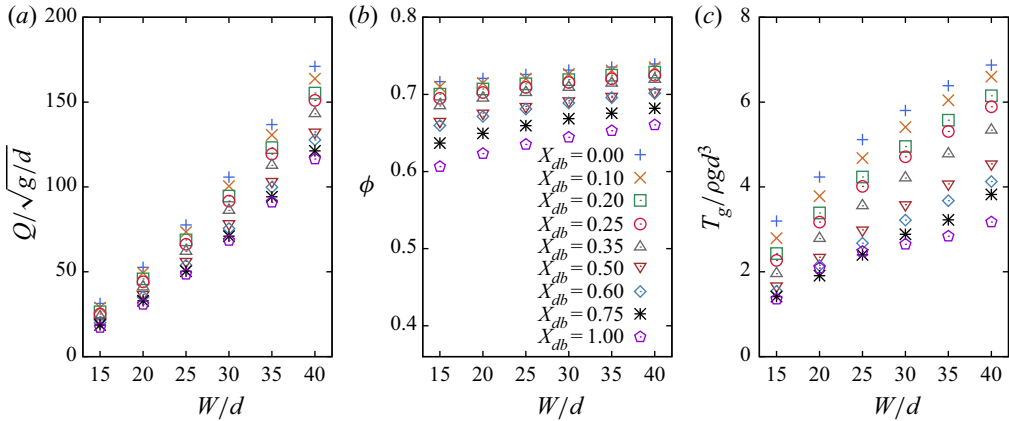 (a)
200
150
100
50
0
Q/√g/d
15 20 25 30 35 40
W/d
(b)
0.8
0.7
0.6
0.5
0.4
ϕ
X_db = 0.00
X_db = 0.10
X_db = 0.20
X_db = 0.25
X_db = 0.35
X_db = 0.50
X_db = 0.60
X_db = 0.75
X_db = 1.00
15 20 25 30 35 40
W/d
(c)
8
6
4
2
0
T_g/ρgd³
15 20 25 30 35 40
W/d